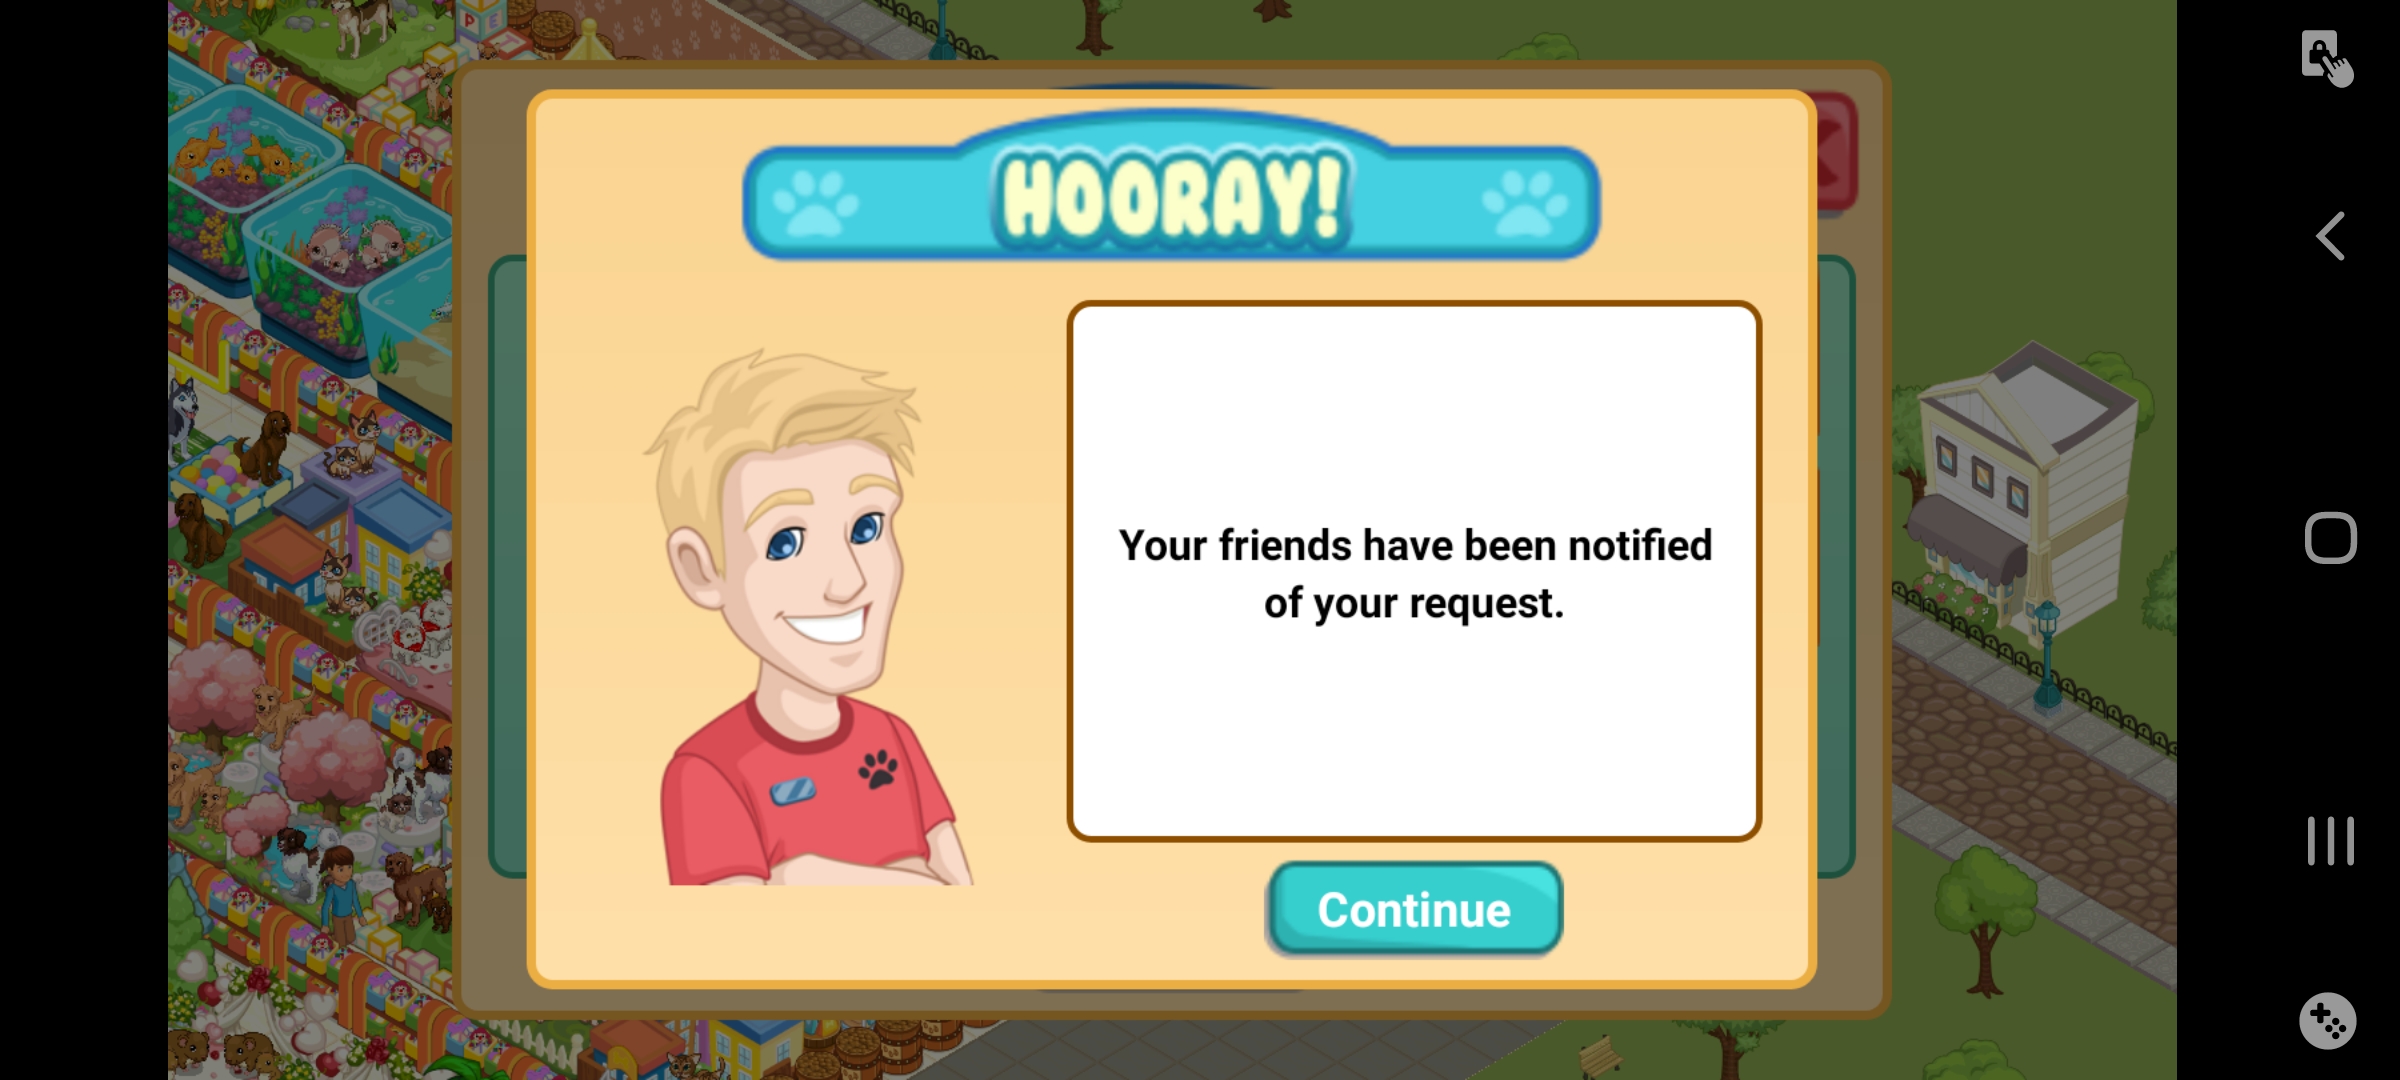 P E
HOORAY!
Your friends have been notified
of your request.
Continue